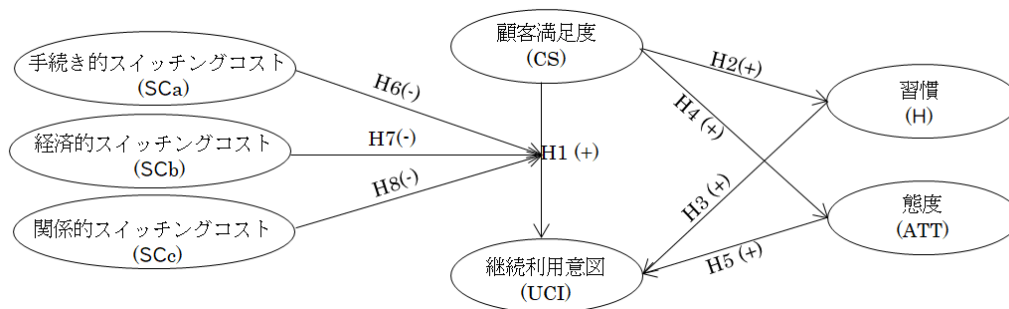 顧客満足度
(CS)
手続き的スイッチングコスト
(SCa)
H6(-)
H2(+)
習慣
(H)
H4 (+)
経済的スイッチングコスト
(SCb)
H7(-)
H1 (+)
H8(-)
H3 (+)
関係的スイッチングコスト
(SCc)
態度
(ATT)
H5 (+)
継続利用意図
(UCI)